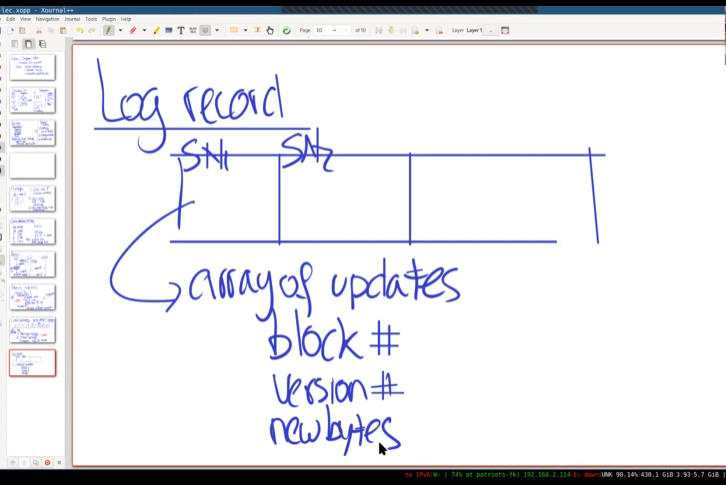 -lec.xopp - Xournal++
Edit View Navigation Journal Tools Plugin Help
Page 10 of 10 Layer Layer 1
Log record
SN1 SN2
array of updates
block #
version #
new bytes
no IPv6 W: ( 74% at patriots-fk) 192.168.2.114 E: down UNK 90.14% 430.1 GiB 3.93 5.7 GiB